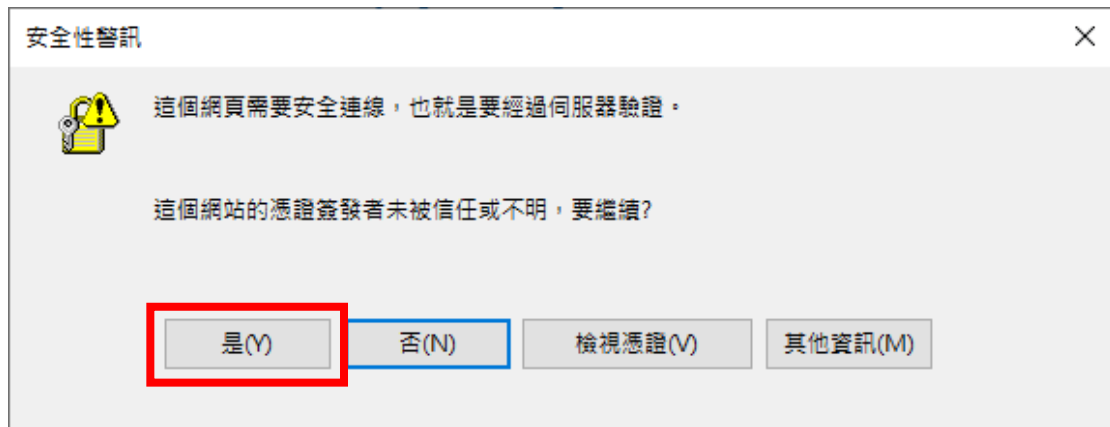 安全性警訊
這個網頁需要安全連線，也就是要經過伺服器驗證。
這個網站的憑證簽發者未被信任或不明，要繼續?
是(Y) 否(N) 檢視憑證(V) 其他資訊(M)